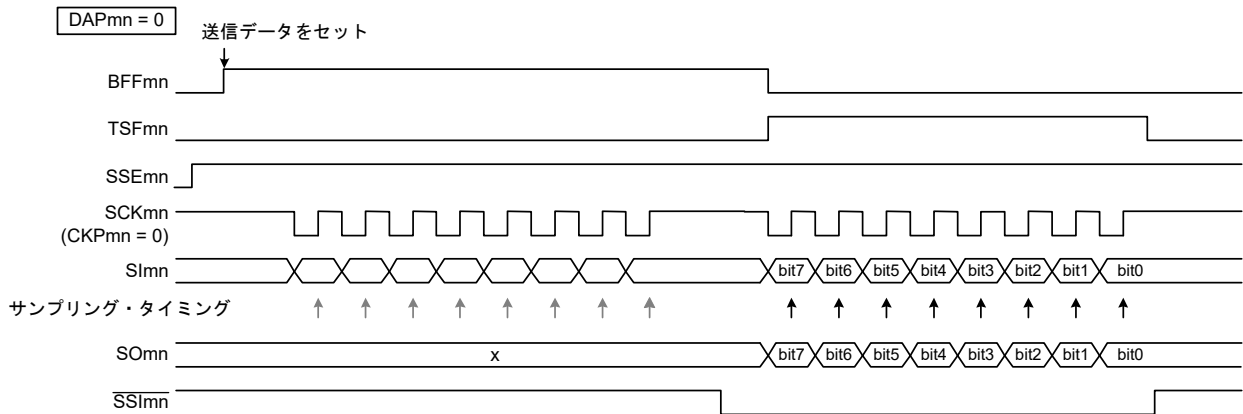 DAPmn = 0
送信データをセット
BFFmn
TSFmn
SSEmn
SCKmn
(CKPmn = 0)
SImn
bit7 bit6 bit5 bit4 bit3 bit2 bit1 bit0
サンプリング・タイミング
SOmn
x
bit7 bit6 bit5 bit4 bit3 bit2 bit1 bit0
SSImn